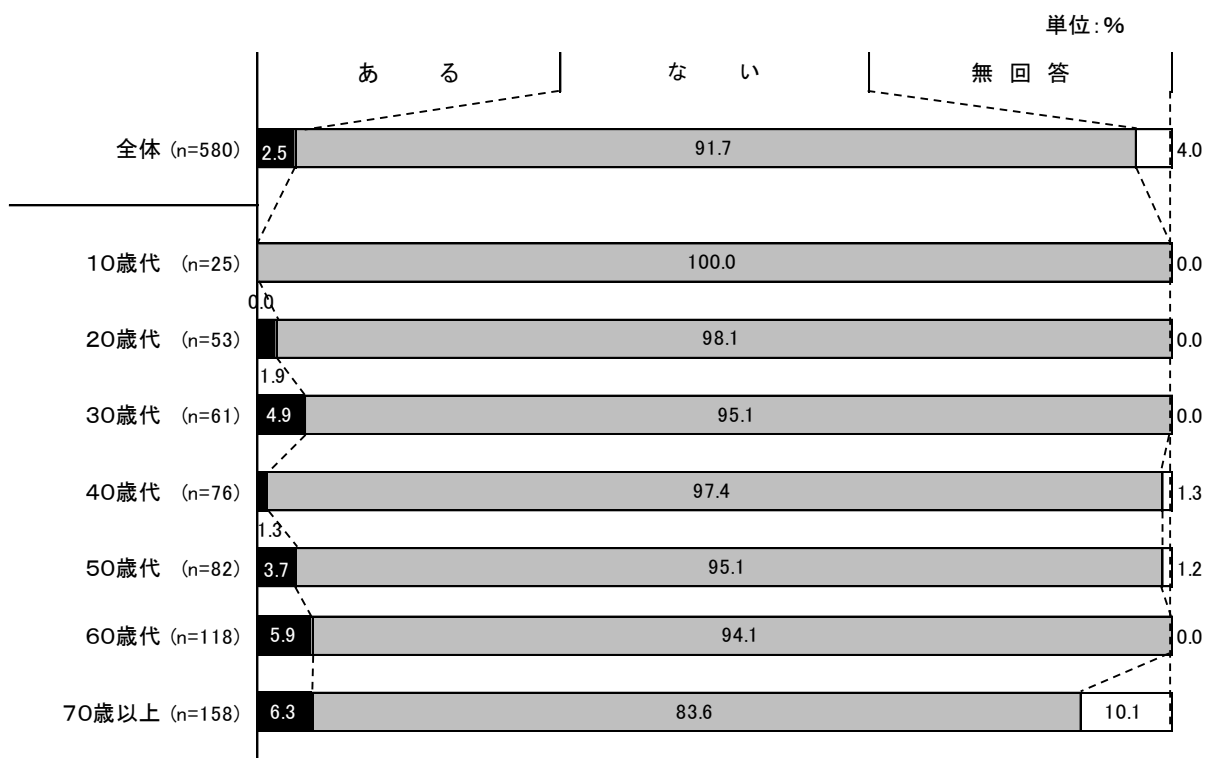 単位:%
ある ない 無回答
全体 (n=580) 2.5 91.7 4.0
10歳代 (n=25) 100.0 0.0
0.0
20歳代 (n=53) 98.1 0.0
1.9
30歳代 (n=61) 4.9 95.1 0.0
40歳代 (n=76) 97.4 1.3
1.3
50歳代 (n=82) 3.7 95.1 1.2
60歳代 (n=118) 5.9 94.1 0.0
70歳以上 (n=158) 6.3 83.6 10.1